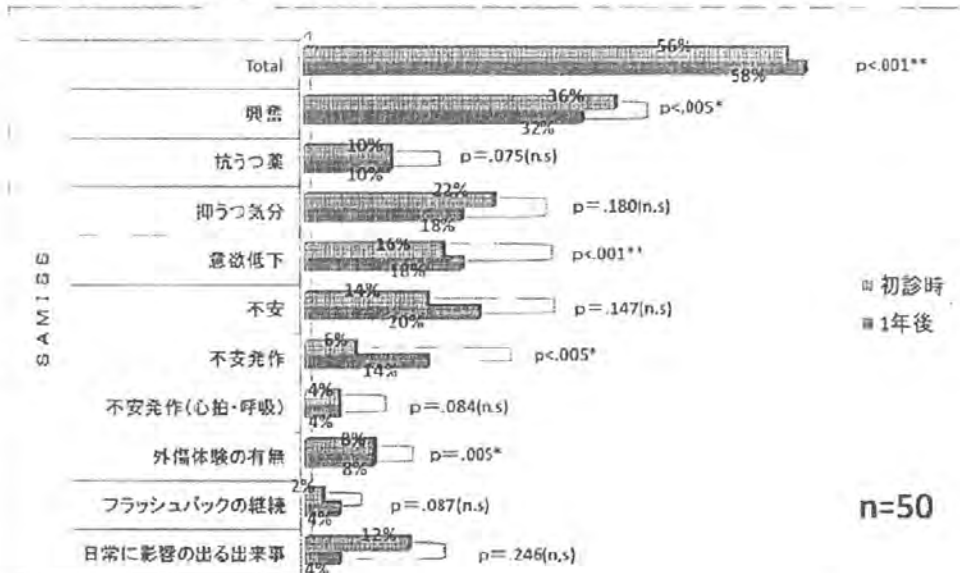 56%
Total
58%
p<.001**
36%
興奮
p<.005*
32%
10%
抗うつ薬
p=.075(n.s)
10%
22%
抑うつ気分
p=.180(n.s)
18%
16%
意欲低下
p<.001**
18%
14%
不安
p=.147(n.s)
20%
6%
不安発作
p<.005*
14%
4%
不安発作(心拍・呼吸)
p=.084(n.s)
4%
8%
外傷体験の有無
p=.005*
8%
2%
フラッシュバックの継続
p=.087(n.s)
4%
12%
日常に影響の出る出来事
p=.246(n.s)
4%
初診時
1年後
n=50